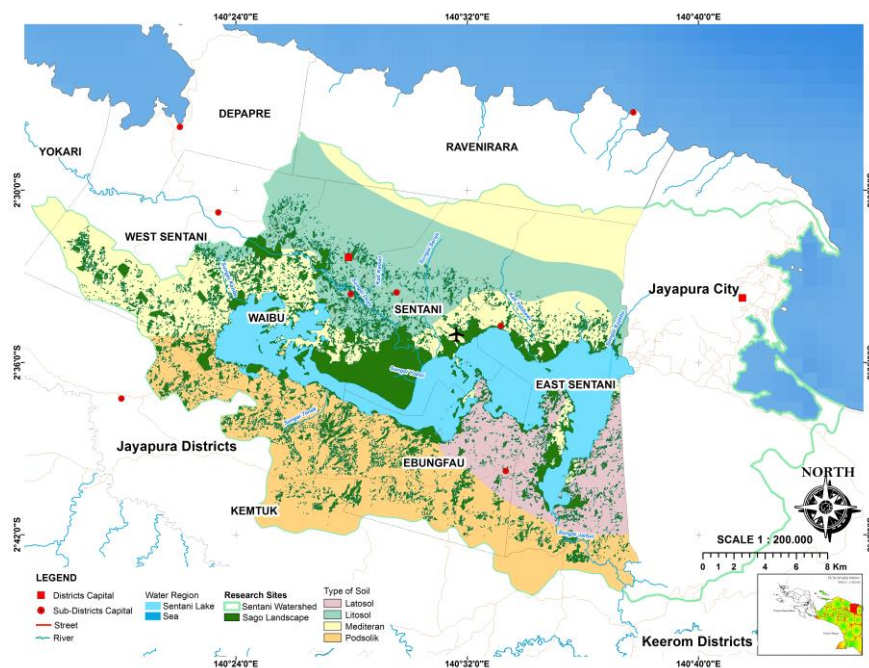 140°24'0"E
140°32'0"E
140°40'0"E
DEPAPRE
YOKARI
RAVENIRARA
2°30'0"S
WEST SENTANI
Jayapura City
SENTANI
WAIBU
2°36'0"S
EAST SENTANI
Jayapura Districts
EBUNGFAU
NORTH
KEMTUK
SCALE 1 : 200.000
2°42'0"S
0 2 4 8 Km
LEGEND
Districts Capital
Sub-Districts Capital
Street
River
Water Region
Sentani Lake
Sea
Research Sites
Sentani Watershed
Sago Landscape
Type of Soil
Latosol
Litosol
Mediteran
Podsolik
Keerom Districts
140°24'0"E
140°32'0"E
140°40'0"E